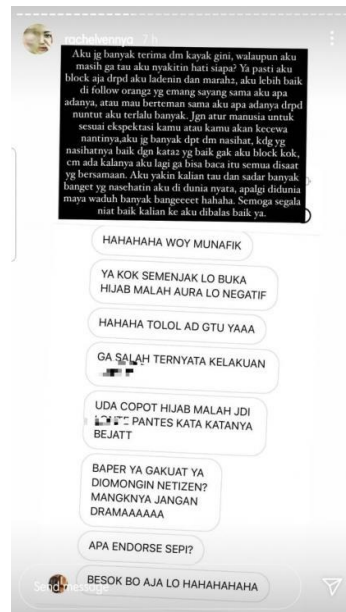 rachelvennya 7 h
Aku jg banyak terima dm kayak gini, walaupun aku
masih ga tau aku nyakitin hati siapa? Ya pasti aku
block aja drpd aku ladenin dan marah2, aku lebih baik
di follow orang2 yg emang sayang sama aku apa
adanya, atau mau berteman sama aku apa adanya drpd
nuntut aku terlalu banyak. Jgn atur manusia untuk
sesuai ekspektasi kamu atau kamu akan kecewa
nantinya,aku jg banyak dpt dm nasihat, kdg yg
nasihatnya baik dgn kata2 yg baik gak aku block kok,
cm ada kalanya aku lagi ga bisa baca itu semua disaat
yg bersamaan. Aku yakin kalian tau dan sadar banyak
banget yg nasehatin aku di dunia nyata, apalgi didunia
maya waduh banyak bangeeeet hahaha. Semoga segala
niat baik kalian ke aku dibalas baik ya.
HAHAHAHA WOY MUNAFIK
YA KOK SEMENJAK LO BUKA
HIJAB MALAH AURA LO NEGATIF
HAHAHA TOLOL AD GTU YAAA
GA SALAH TERNYATA KELAKUAN
UDA COPOT HIJAB MALAH JDI
PANTES KATA KATANYA
BEJATT
BAPER YA GAKUAT YA
DIOMONGIN NETIZEN?
MANGKNYA JANGAN
DRAMAAAAAA
APA ENDORSE SEPI?
Send message
BESOK BO AJA LO HAHAHAHAHA